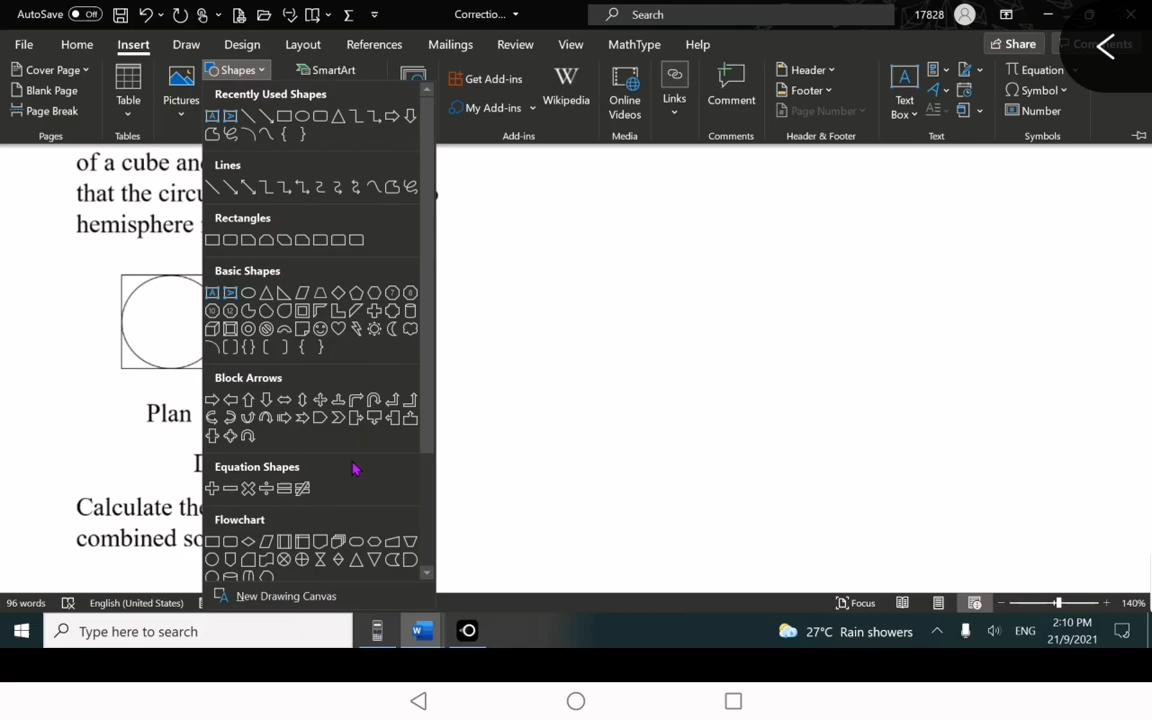 AutoSave Off Correctio... Search 17828
File Home Insert Draw Design Layout References Mailings Review View MathType Help Share Comments
Cover Page Shapes SmartArt Get Add-ins Header Equation
Blank Page Footer Symbol
Page Break Table Pictures My Add-ins Wikipedia Online Videos Links Comment Page Number Text Box Number
Pages Tables Add-ins Media Comments Header & Footer Text Symbols
Recently Used Shapes
Lines
Rectangles
Basic Shapes
Block Arrows
Equation Shapes
Flowchart
New Drawing Canvas
of a cube
that the
hemisphere
Plan
Calculate
combined
96 words English (United States) Focus 140%
Type here to search 27°C Rain showers ENG 2:10 PM
21/9/2021